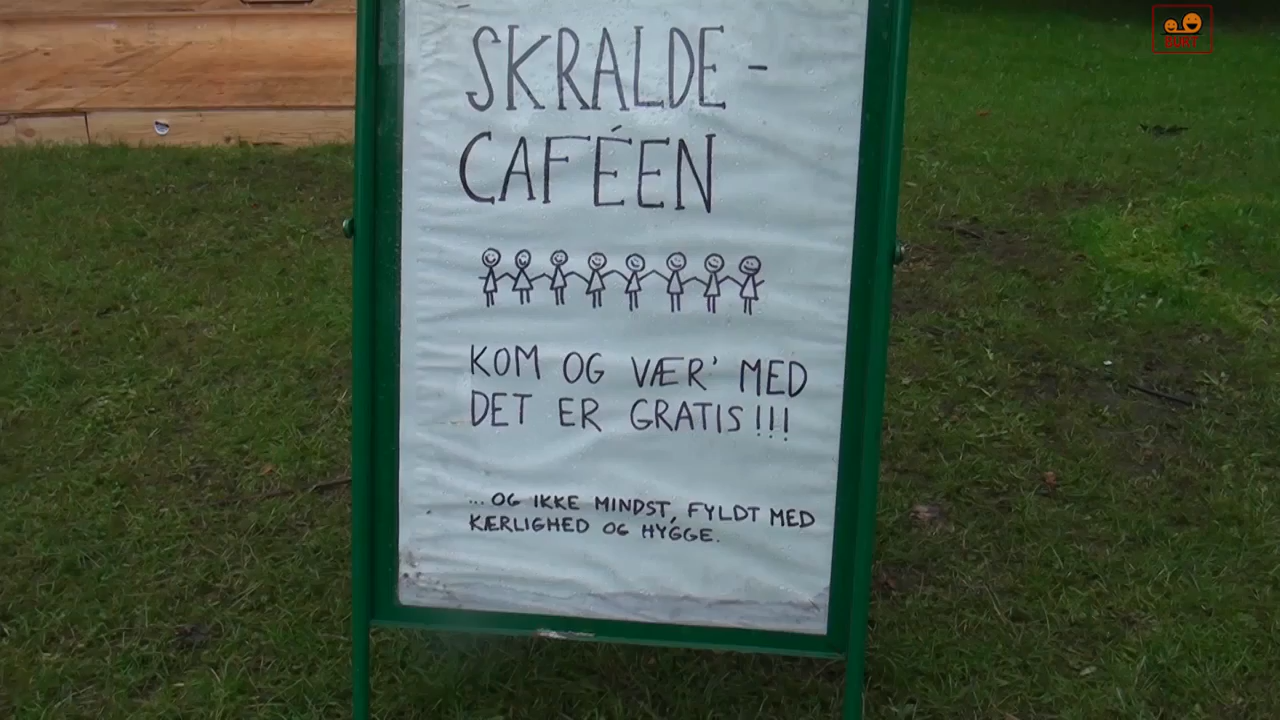 SKRALDE-
CAFÉEN
KOM OG VÆR' MED
DET ER GRATIS!!!
...OG IKKE MINDST, FYLDT MED
KÆRLIGHED OG HYGGE.